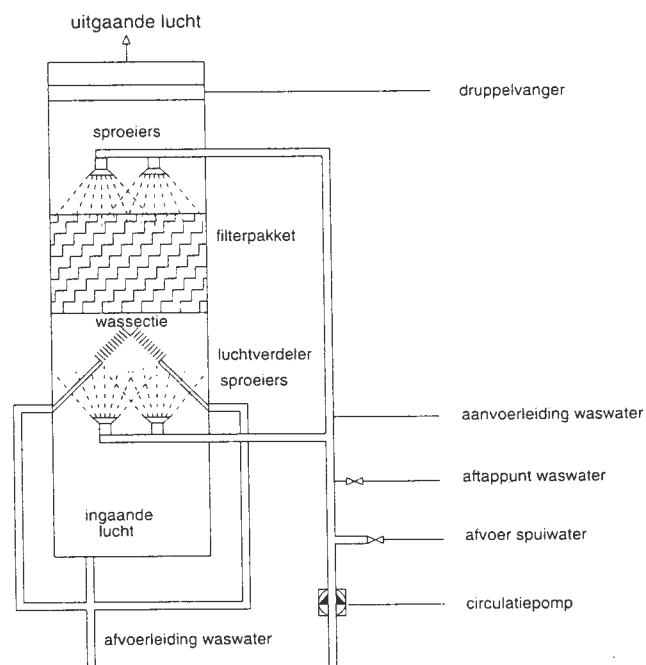 uitgaande lucht
druppelvanger
sproeiers
filterpakket
wassectie
luchtverdeler
sproeiers
aanvoerleiding waswater
aftappunt waswater
ingaande
lucht
afvoer spuiwater
circulatiepomp
afvoerleiding waswater